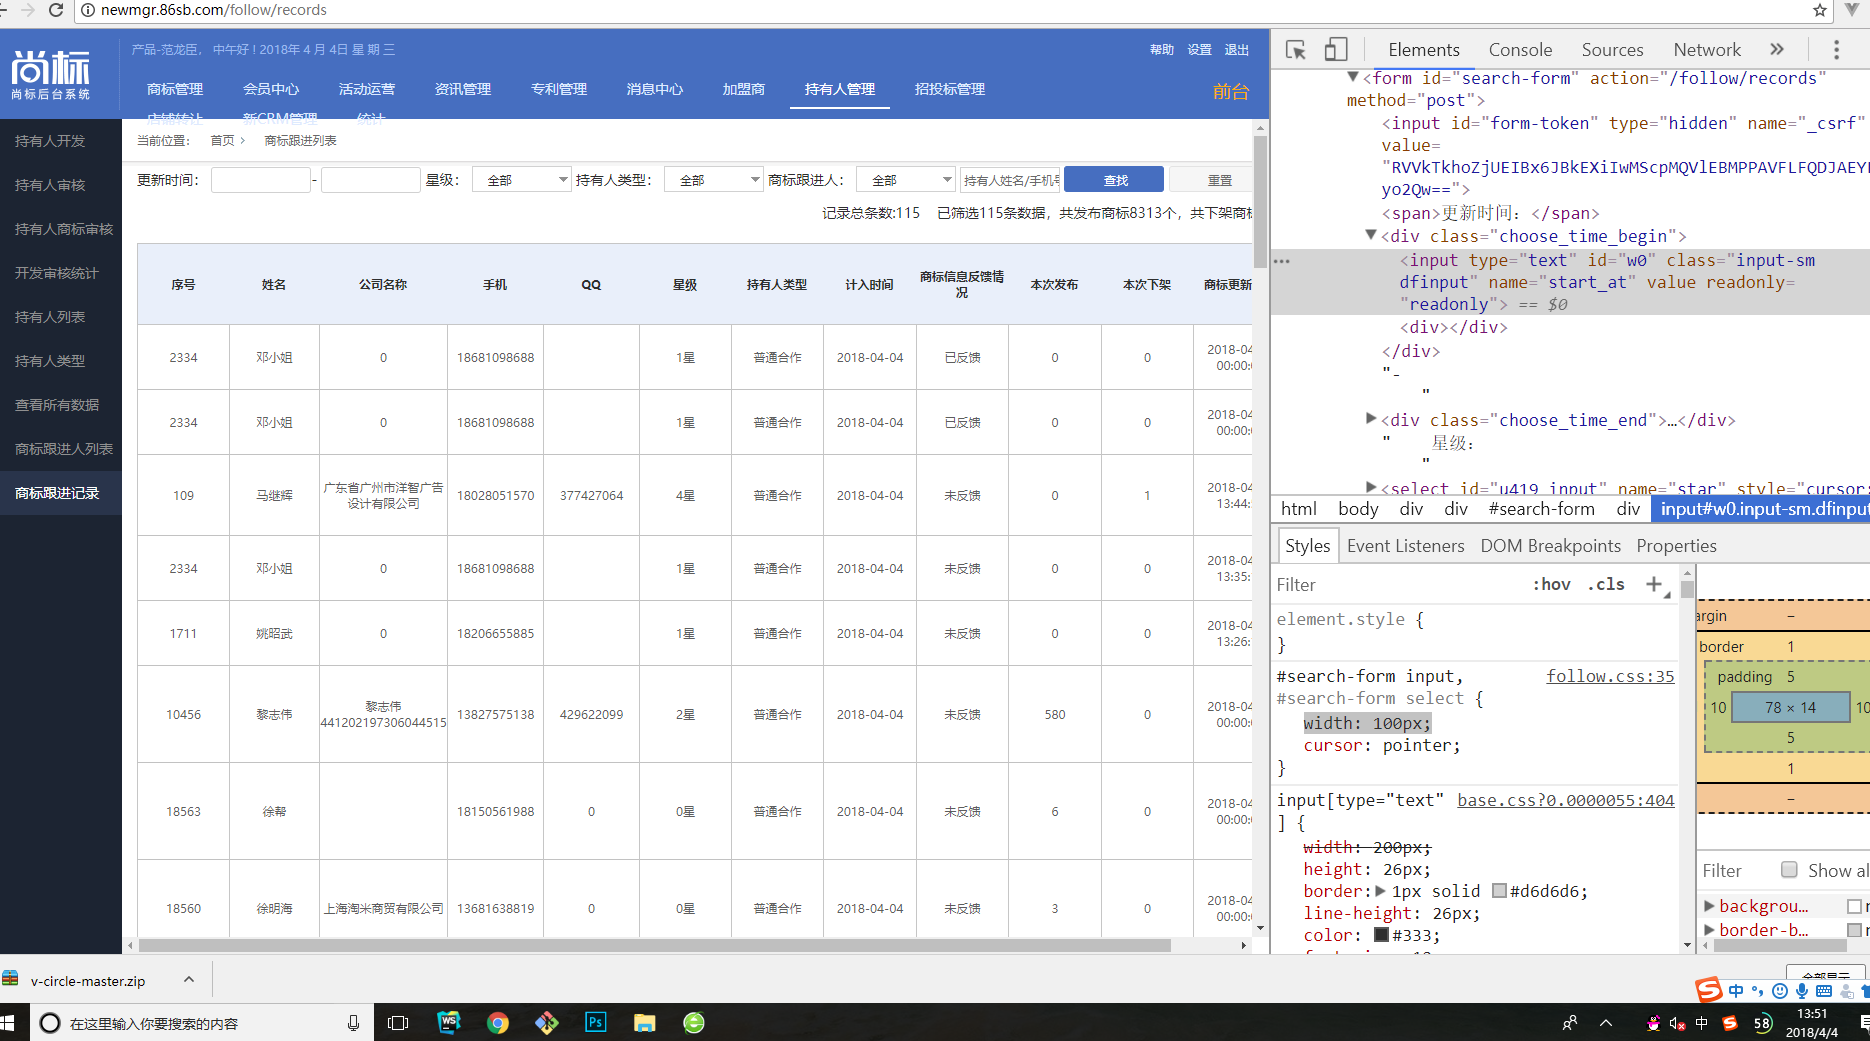 newmgr.86sb.com/follow/records
尚标
尚标后台系统
产品-范龙臣， 中午好！2018年 4 月 4日 星 期 三
帮助 设置 退出
商标管理 会员中心 活动运营 资讯管理 专利管理 消息中心 加盟商 持有人管理 招投标管理 前台
店铺转让 新CRM管理 统计
持有人开发
持有人审核
持有人商标审核
开发审核统计
持有人列表
持有人类型
查看所有数据
商标跟进人列表
商标跟进记录
当前位置： 首页 > 商标跟进列表
更新时间： - 星级： 全部 持有人类型： 全部 商标跟进人： 全部 持有人姓名/手机号 查找 重置
记录总条数:115 已筛选115条数据，共发布商标8313个，共下架商标
序号 姓名 公司名称 手机 QQ 星级 持有人类型 计入时间 商标信息反馈情况 本次发布 本次下架 商标更新
2334 邓小姐 0 18681098688 1星 普通合作 2018-04-04 已反馈 0 0 2018-04 00:00:
2334 邓小姐 0 18681098688 1星 普通合作 2018-04-04 已反馈 0 0 2018-04 00:00:
109 马继辉 广东省广州市洋智广告设计有限公司 18028051570 377427064 4星 普通合作 2018-04-04 未反馈 0 1 2018-04 13:44:
2334 邓小姐 0 18681098688 1星 普通合作 2018-04-04 未反馈 0 0 2018-04 13:35:
1711 姚昭武 0 18206655885 1星 普通合作 2018-04-04 未反馈 0 0 2018-04 13:26:
10456 黎志伟 黎志伟 441202197306044515 13827575138 429622099 2星 普通合作 2018-04-04 未反馈 580 0 2018-04 00:00:
18563 徐帮 18150561988 0 0星 普通合作 2018-04-04 未反馈 6 0 2018-04 00:00:
18560 徐明海 上海淘米商贸有限公司 13681638819 0 0星 普通合作 2018-04-04 未反馈 3 0 2018-04 00:00:
Elements Console Sources Network »
<form id="search-form" action="/follow/records"
method="post">
<input id="form-token" type="hidden" name="_csrf"
value=
"RVVkTkhoZjUEIBx6JBkEXiIwMScpMQVlEBMPPAVFLFQDJAEYF
yo2Qw==">
<span>更新时间：</span>
<div class="choose_time_begin">
<input type="text" id="w0" class="input-sm
dfinput" name="start_at" value readonly=
"readonly"> == $0
<div></div>
</div>
"-
"
<div class="choose_time_end">…</div>
" 星级：
"
<select id="u419_input" name="star" style="cursor:
html body div div #search-form div input#w0.input-sm.dfinput
Styles Event Listeners DOM Breakpoints Properties
Filter :hov .cls +
element.style {
}
#search-form input, follow.css:35
#search-form select {
width: 100px;
cursor: pointer;
}
input[type="text" base.css?0.0000055:404
] {
width: 200px;
height: 26px;
border: 1px solid #d6d6d6;
line-height: 26px;
color: #333;
argin –
border 1
padding 5
10 78 × 14 10
5
1
–
Filter Show al
backgrou…
border-b…
v-circle-master.zip
全部显示
在这里输入你要搜索的内容
WS
Ps
中
中
58
13:51
2018/4/4